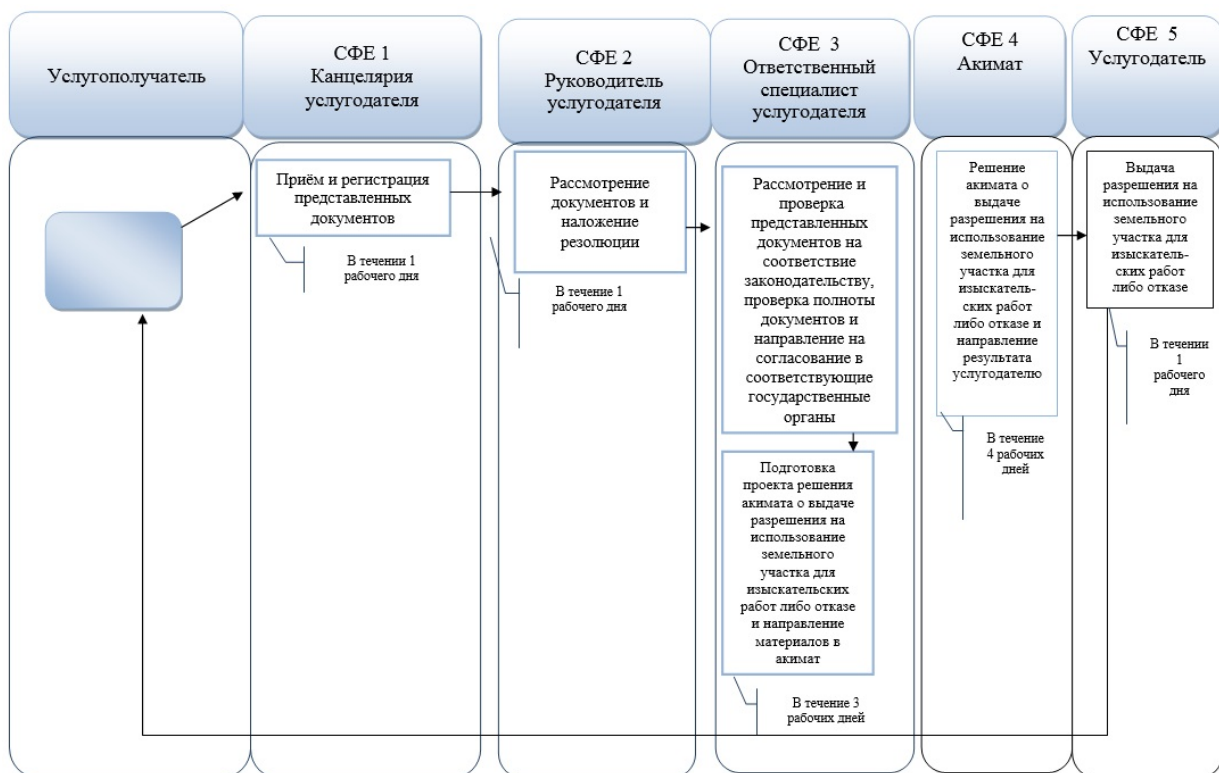 Услугополучатель
СФЕ 1
Канцелярия
услугодателя
СФЕ 2
Руководитель
услугодателя
СФЕ 3
Ответственный
специалист
услугодателя
СФЕ 4
Акимат
СФЕ 5
Услугодатель
Приём и регистрация
представленных
документов
В течении 1
рабочего дня
Рассмотрение
документов и
наложение
резолюции
В течение 1
рабочего дня
Рассмотрение и
проверка
представленных
документов на
соответствие
законодательству,
проверка полноты
документов и
направление на
согласование в
соответствующие
государственные
органы
Подготовка
проекта решения
акимата о выдаче
разрешения на
использование
земельного
участка для
изыскательских
работ либо отказе
и направление
материалов в
акимат
В течение 3
рабочих дней
Решение
акимата о
выдаче
разрешения на
использование
земельного
участка для
изыскатель-
ских работ
либо отказе и
направление
результата
услугодателю
В течение
4 рабочих
дней
Выдача
разрешения на
использование
земельного
участка для
изыскатель-
ских работ
либо отказе
В течении
1
рабочего
дня